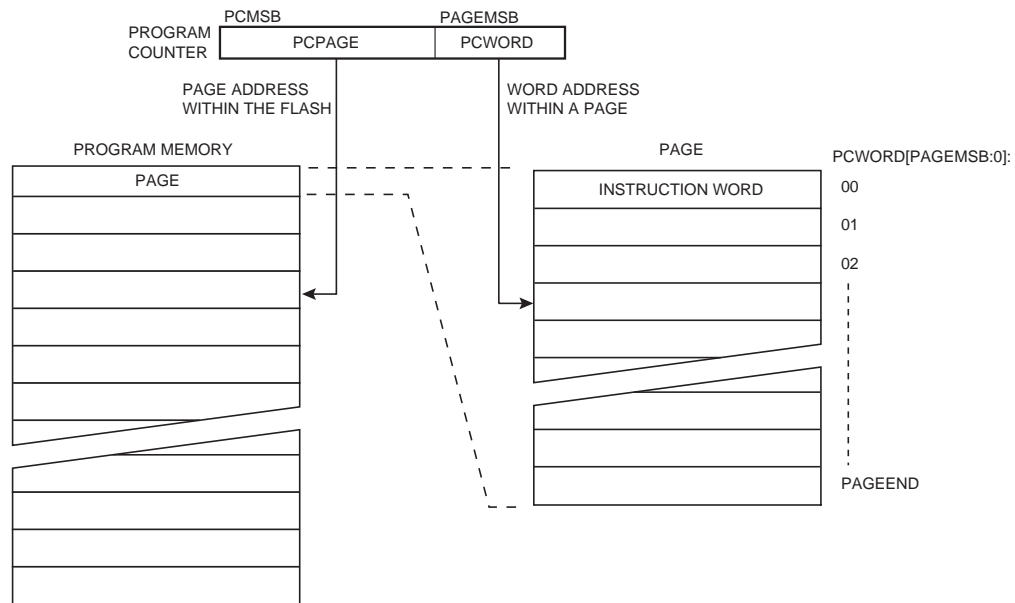 PCMSB
PAGEMSB
PROGRAM
COUNTER
PCPAGE
PCWORD
PAGE ADDRESS
WITHIN THE FLASH
WORD ADDRESS
WITHIN A PAGE
PROGRAM MEMORY
PAGE
PAGE
PCWORD[PAGEMSB:0]:
INSTRUCTION WORD
00
01
02
PAGEEND